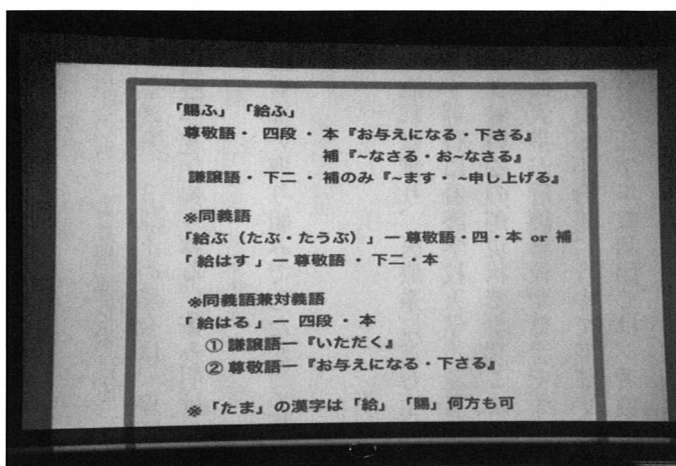 「賜ふ」「給ふ」
尊敬語・ 四段 ・ 本『お与えになる・下さる』
補『~なさる・お~なさる』
謙譲語・ 下二 ・ 補のみ『~ます・ ~申し上げる』
※同義語
「給ぶ（たぶ・たうぶ）」ー 尊敬語・四・本 or 補
「 給はす 」ー 尊敬語 ・ 下二・本
※同義語兼対義語
「 給はる 」ー 四段 ・ 本
① 謙譲語ー『いただく』
② 尊敬語ー『お与えになる・下さる』
※「たま」の漢字は「給」「賜」何方も可